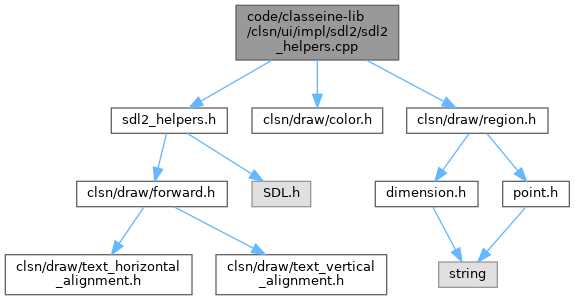 code/classeine-lib
/clsn/ui/impl/sdl2/sdl2
_helpers.cpp
sdl2_helpers.h
clsn/draw/color.h
clsn/draw/region.h
clsn/draw/forward.h
SDL.h
dimension.h
point.h
clsn/draw/text_horizontal
_alignment.h
clsn/draw/text_vertical
_alignment.h
string